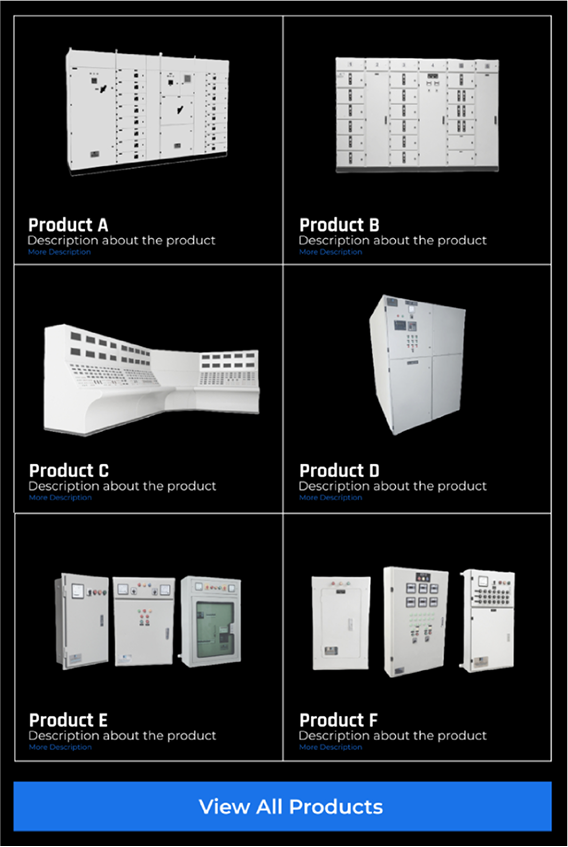 Product A
Description about the product
More Description
Product B
Description about the product
More Description
Product C
Description about the product
More Description
Product D
Description about the product
More Description
Product E
Description about the product
More Description
Product F
Description about the product
More Description
View All Products